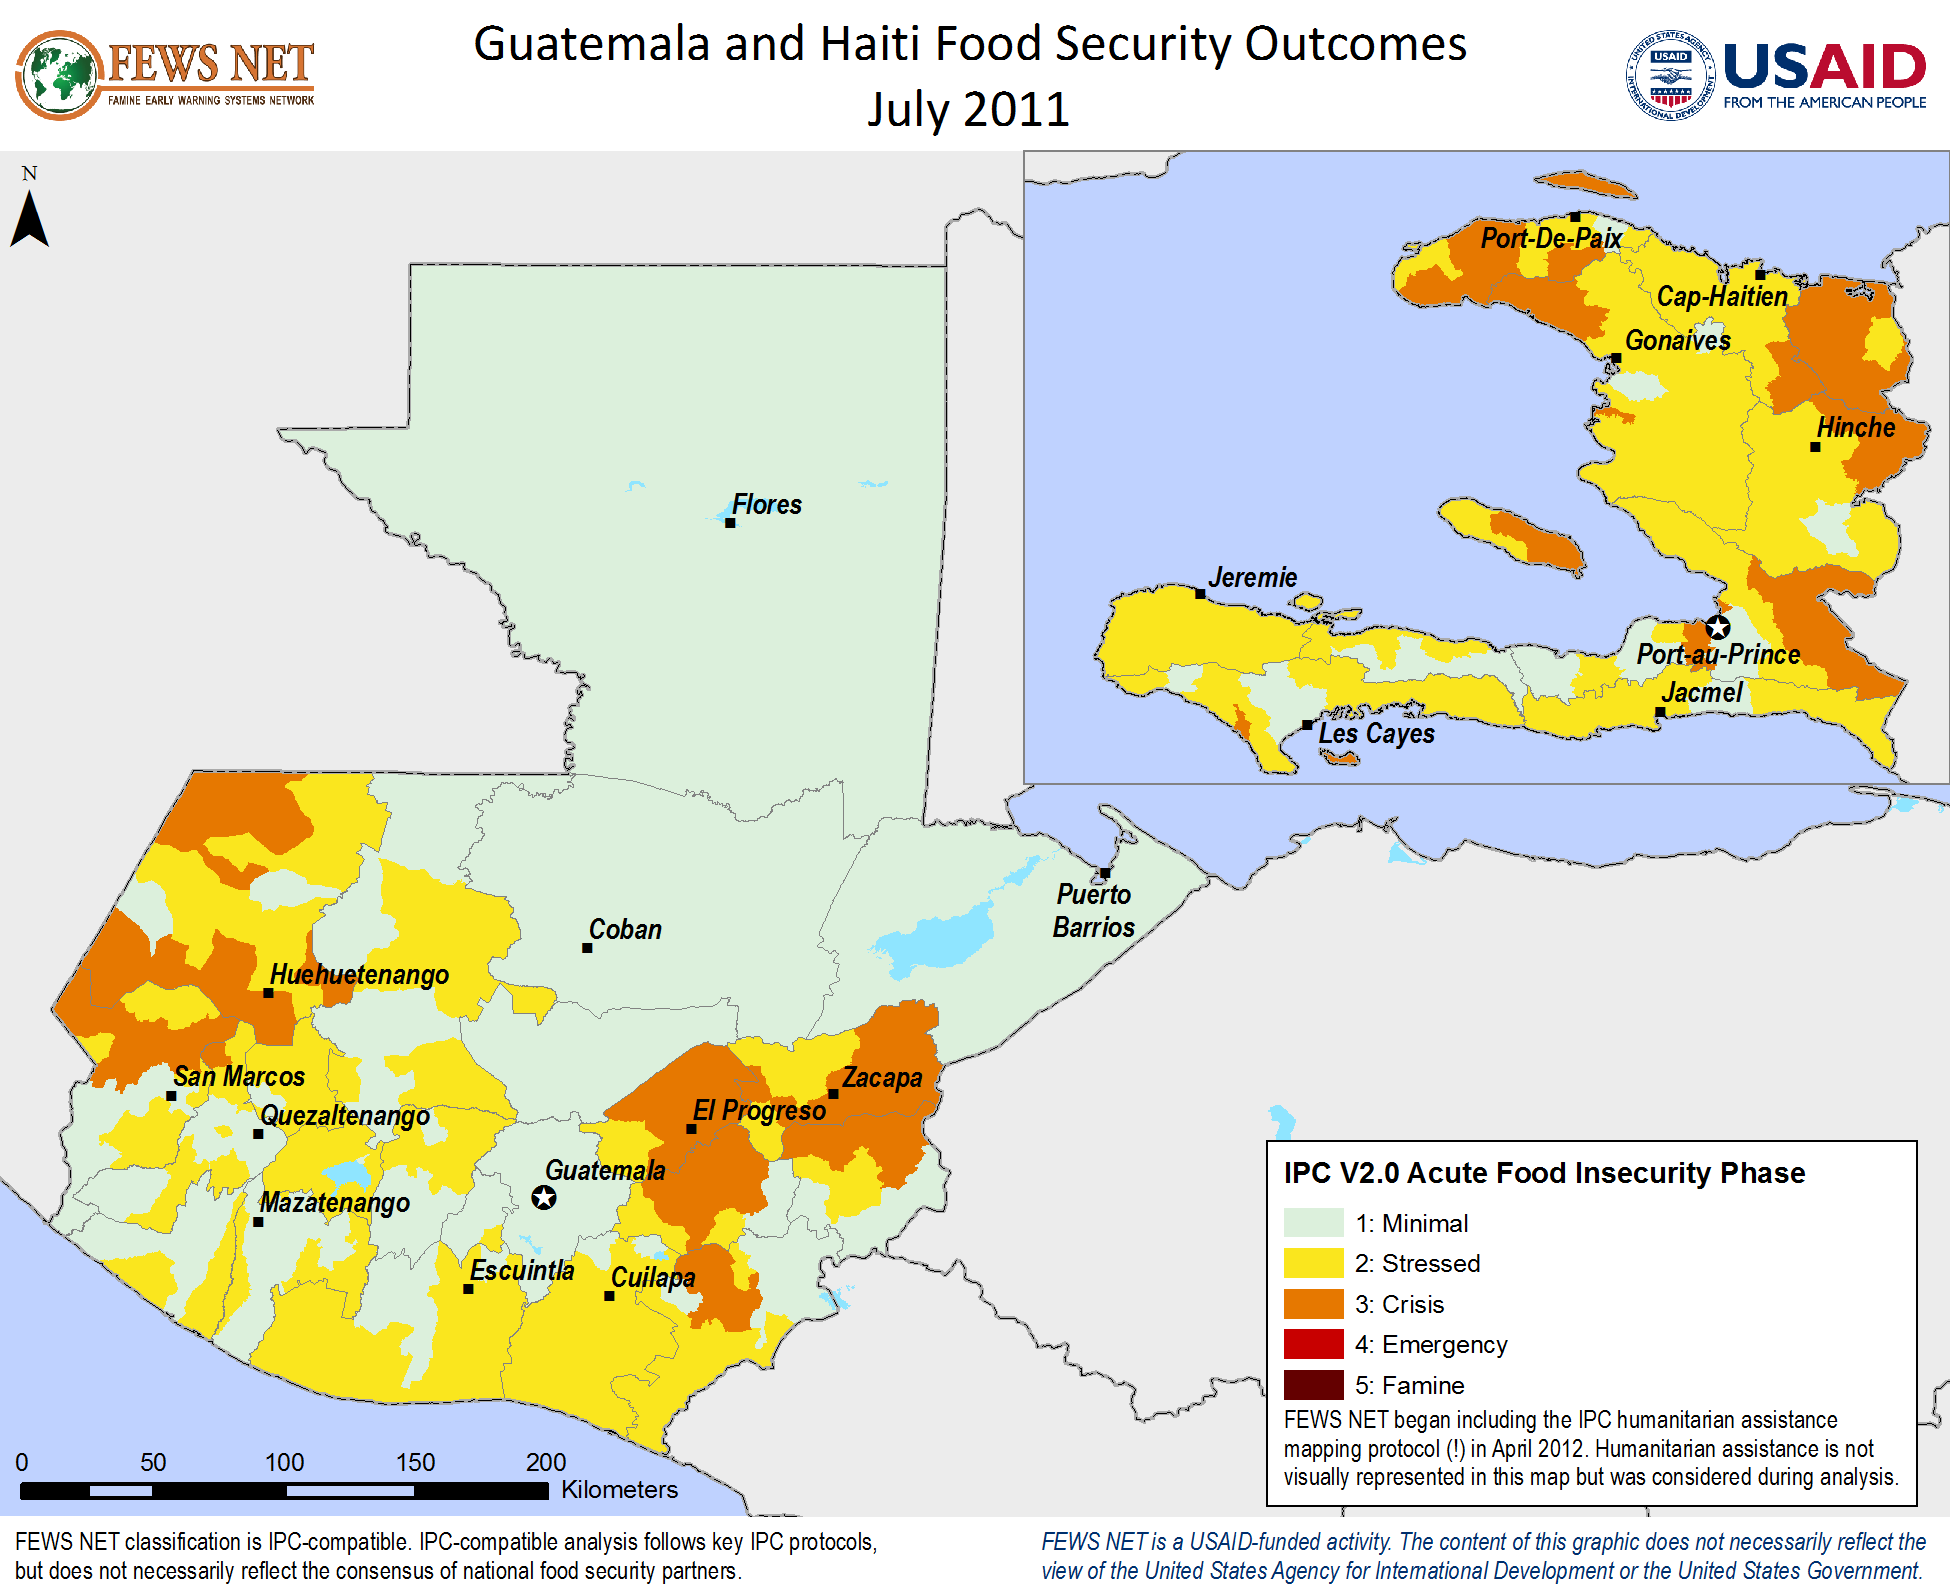 FEWS NET
FAMINE EARLY WARNING SYSTEMS NETWORK
Guatemala and Haiti Food Security Outcomes
July 2011
UNITED STATES AGENCY
USAID
INTERNATIONAL DEVELOPMENT
USAID
FROM THE AMERICAN PEOPLE
N
Port-De-Paix
Cap-Haitien
Gonaives
Hinche
Jeremie
Port-au-Prince
Jacmel
Les Cayes
Flores
Puerto
Barrios
Coban
Huehuetenango
San Marcos
Zacapa
El Progreso
Quezaltenango
Guatemala
Mazatenango
Escuintla
Cuilapa
IPC V2.0 Acute Food Insecurity Phase
1: Minimal
2: Stressed
3: Crisis
4: Emergency
5: Famine
FEWS NET began including the IPC humanitarian assistance
mapping protocol (!) in April 2012. Humanitarian assistance is not
visually represented in this map but was considered during analysis.
0 50 100 150 200
Kilometers
FEWS NET classification is IPC-compatible. IPC-compatible analysis follows key IPC protocols,
but does not necessarily reflect the consensus of national food security partners.
FEWS NET is a USAID-funded activity. The content of this graphic does not necessarily reflect the
view of the United States Agency for International Development or the United States Government.